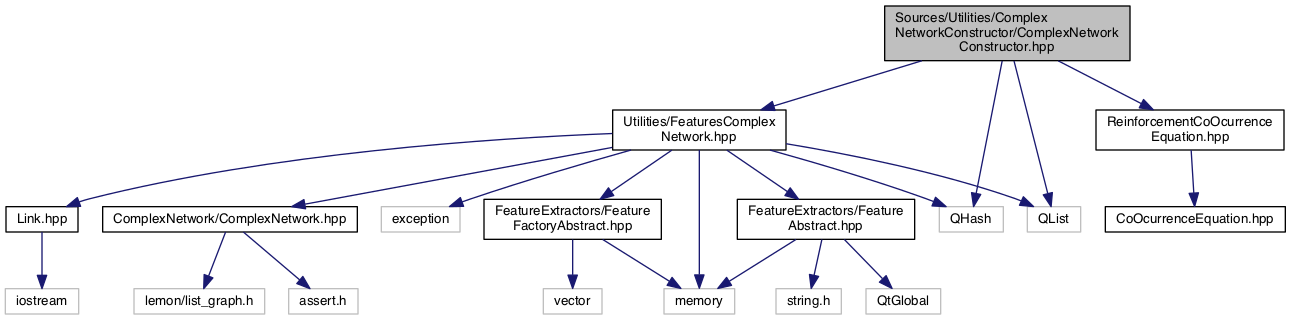 Sources/Utilities/Complex
NetworkConstructor/ComplexNetwork
Constructor.hpp
Utilities/FeaturesComplex
Network.hpp
ReinforcementCoOcurrence
Equation.hpp
Link.hpp
ComplexNetwork/ComplexNetwork.hpp
exception
FeatureExtractors/Feature
FactoryAbstract.hpp
FeatureExtractors/Feature
Abstract.hpp
QHash
QList
CoOcurrenceEquation.hpp
iostream
lemon/list_graph.h
assert.h
vector
memory
string.h
QtGlobal